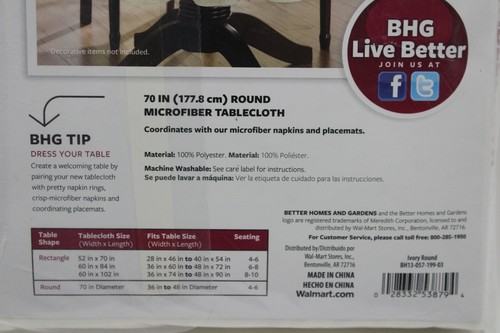 Decorative items not included.
BHG
Live Better
JOIN US AT
f t
BHG TIP
DRESS YOUR TABLE
Create a welcoming table by
pairing your new tablecloth
with pretty napkin rings,
crisp-microfiber napkins and
coordinating placemats.
70 IN (177.8 cm) ROUND
MICROFIBER TABLECLOTH
Coordinates with our microfiber napkins and placemats.
Material: 100% Polyester. Material: 100% Poliéster.
Machine Washable: See care label for instructions.
Se puede lavar a máquina: Ver la etiqueta de cuidado para las instrucciones.
Table Shape Tablecloth Size (Width x Length) Fits Table Size (Width x Length) Seating
Rectangle 52 in x 70 in 28 in x 46 in to 40 in x 54 in 4-6
60 in x 84 in 36 in x 60 in to 48 in x 72 in 6-8
60 in x 102 in 36 in x 74 in to 48 in x 90 in 8-10
Round 70 in Diameter 36 in to 48 in Diameter 4-6
BETTER HOMES AND GARDENS and the Better Homes and Gardens
logo are registered trademarks of Meredith Corporation, licensed to and
distributed by Wal-Mart Stores, Inc., Bentonville, AR 72716
For Customer Service, please call toll free: 800-285-1900
Distributed by/Distribuido por
Wal-Mart Stores, Inc.,
Bentonville, AR 72716
MADE IN CHINA
HECHO EN CHINA
Walmart.com
Ivory Round
BH13-057-199-03
0 28332 53879 4